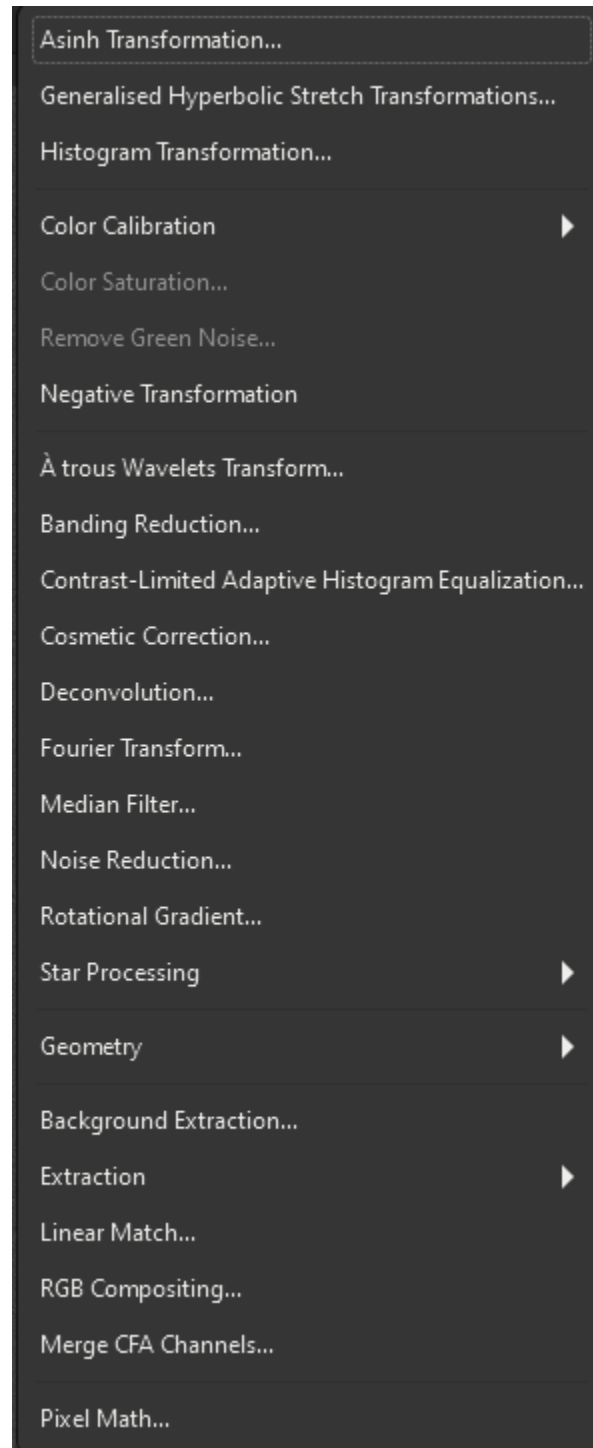 Asinh Transformation...
Generalised Hyperbolic Stretch Transformations...
Histogram Transformation...
Color Calibration
Color Saturation...
Remove Green Noise...
Negative Transformation
À trous Wavelets Transform...
Banding Reduction...
Contrast-Limited Adaptive Histogram Equalization...
Cosmetic Correction...
Deconvolution...
Fourier Transform...
Median Filter...
Noise Reduction...
Rotational Gradient...
Star Processing
Geometry
Background Extraction...
Extraction
Linear Match...
RGB Compositing...
Merge CFA Channels...
Pixel Math...